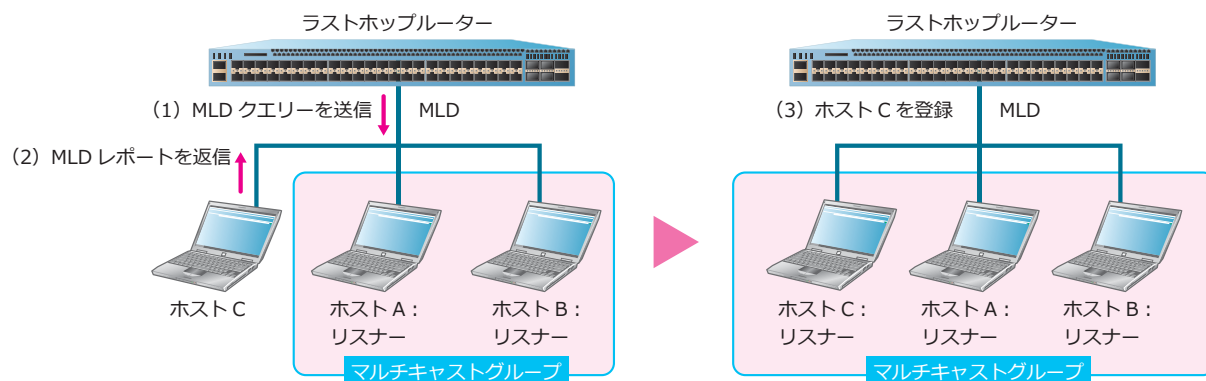 ラストホップルーター
(1)MLD クエリーを送信
MLD
(2)MLD レポートを返信
ホスト C
ホスト A:
リスナー
ホスト B:
リスナー
マルチキャストグループ
ラストホップルーター
(3)ホスト C を登録
MLD
ホスト C:
リスナー
ホスト A:
リスナー
ホスト B:
リスナー
マルチキャストグループ